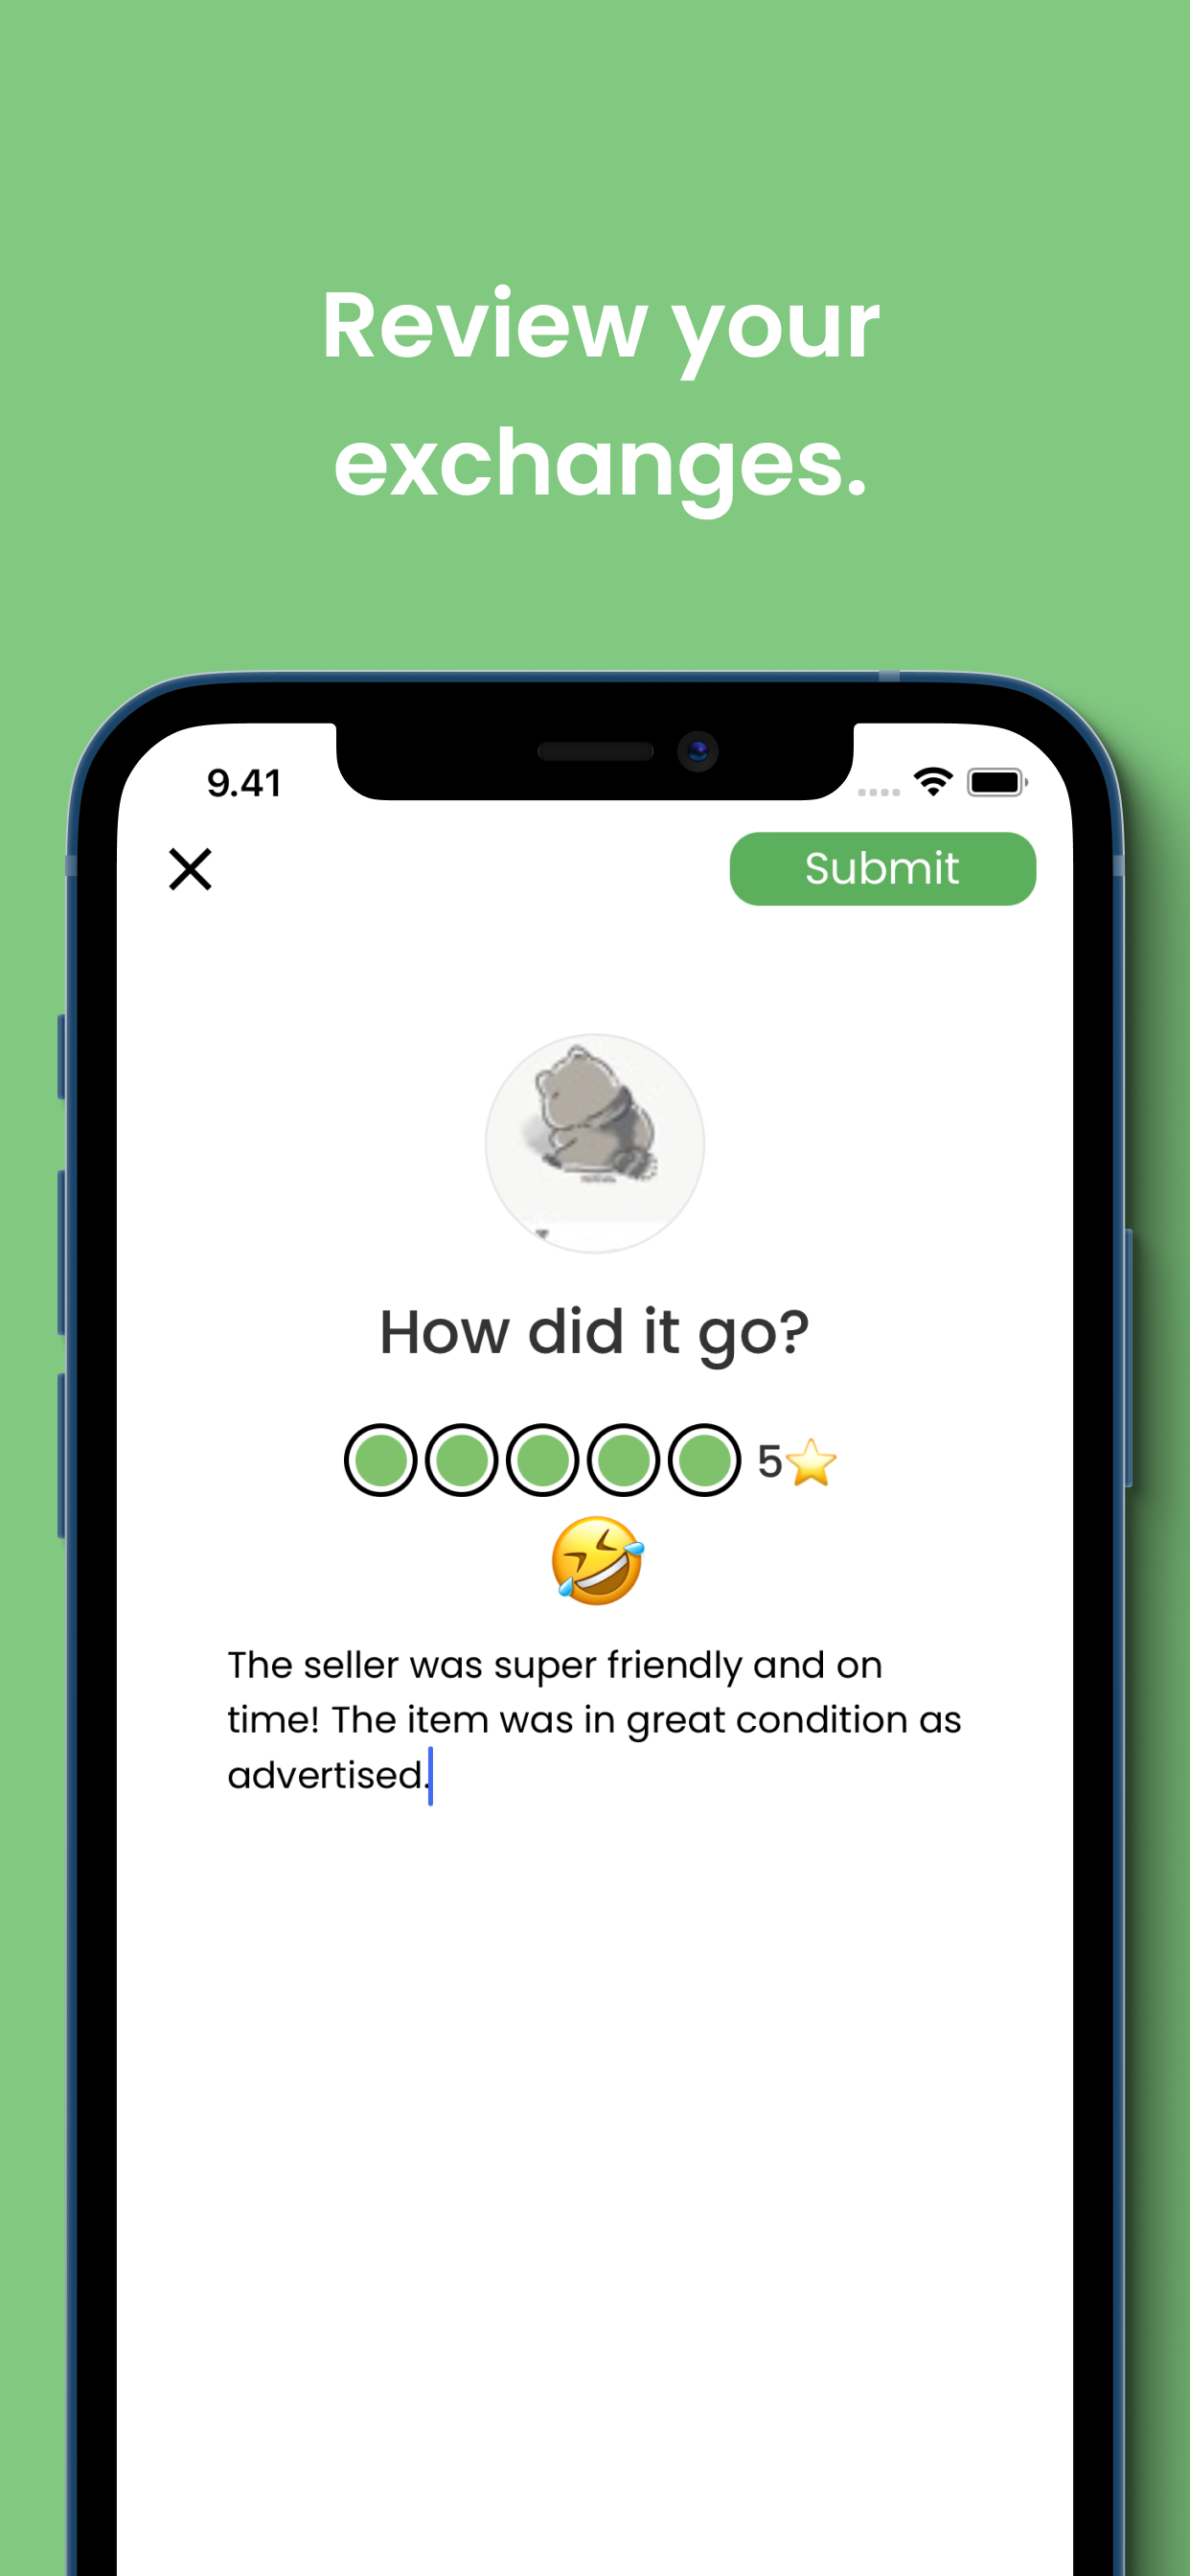 Review your
exchanges.
9.41
Submit
How did it go?
5⭐
🤣
The seller was super friendly and on
time! The item was in great condition as
advertised.